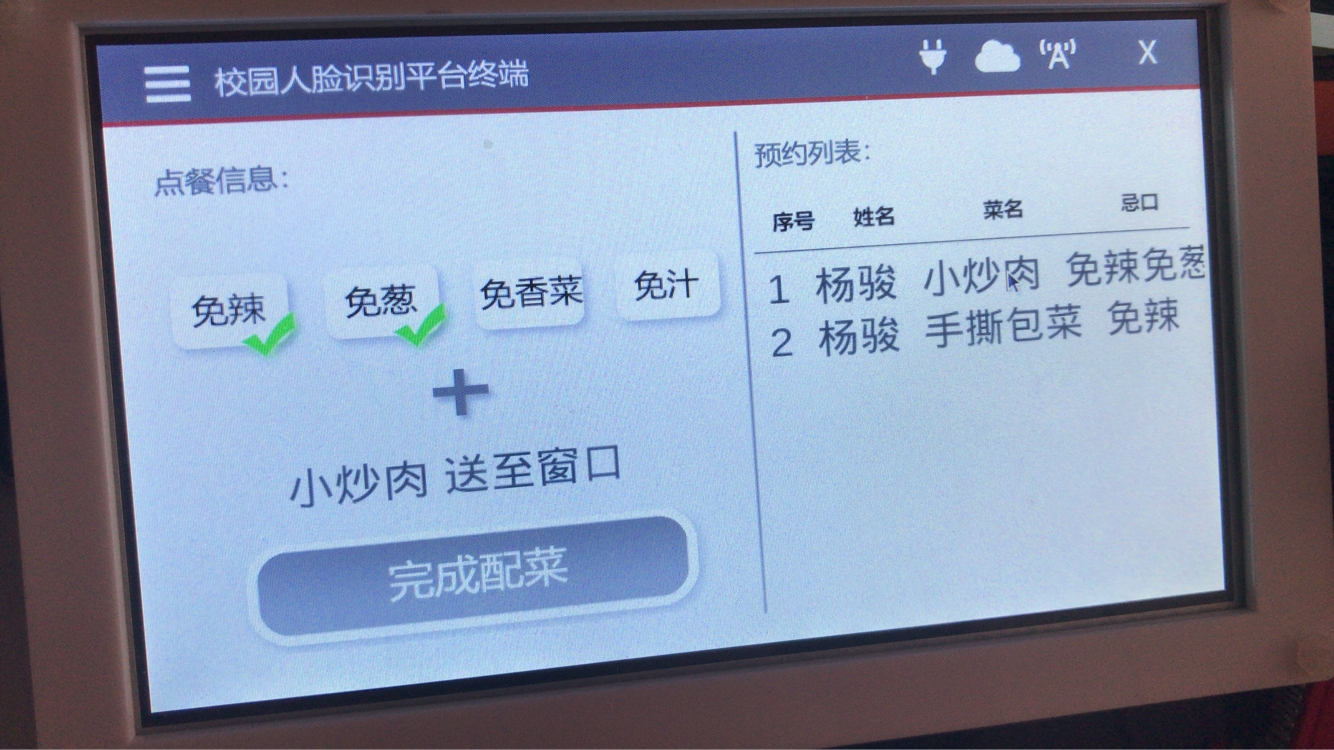 校园人脸识别平台终端 X
点餐信息：
免辣 免葱 免香菜 免汁
+
小炒肉 送至窗口
完成配菜
预约列表：
序号 姓名 菜名 忌口
1 杨骏 小炒肉 免辣免葱
2 杨骏 手撕包菜 免辣